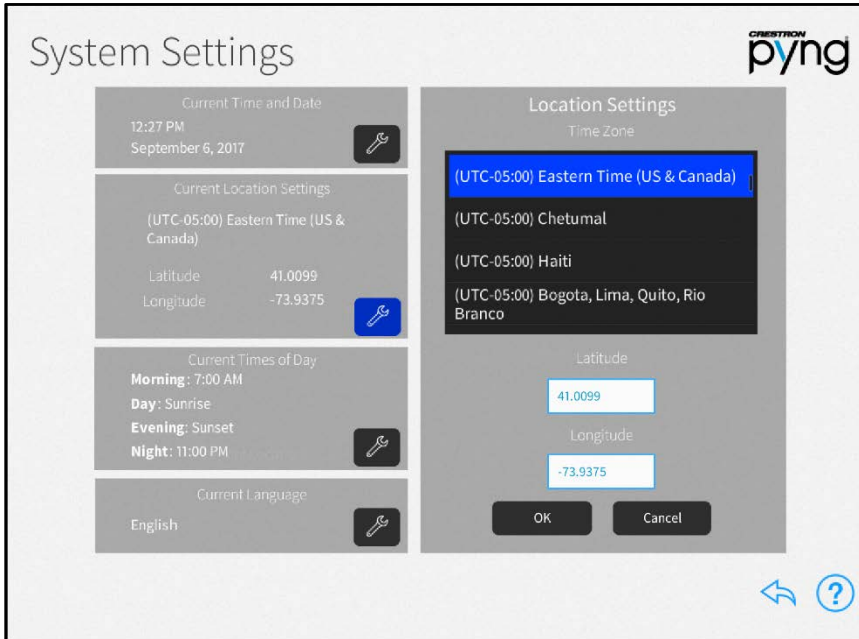 System Settings
CRESTRON
pyng
Current Time and Date
12:27 PM
September 6, 2017
Current Location Settings
(UTC-05:00) Eastern Time (US &
Canada)
Latitude 41.0099
Longitude -73.9375
Current Times of Day
Morning: 7:00 AM
Day: Sunrise
Evening: Sunset
Night: 11:00 PM
Current Language
English
Location Settings
Time Zone
(UTC-05:00) Eastern Time (US & Canada)
(UTC-05:00) Chetumal
(UTC-05:00) Haiti
(UTC-05:00) Bogota, Lima, Quito, Rio
Branco
Latitude
41.0099
Longitude
-73.9375
OK Cancel
?